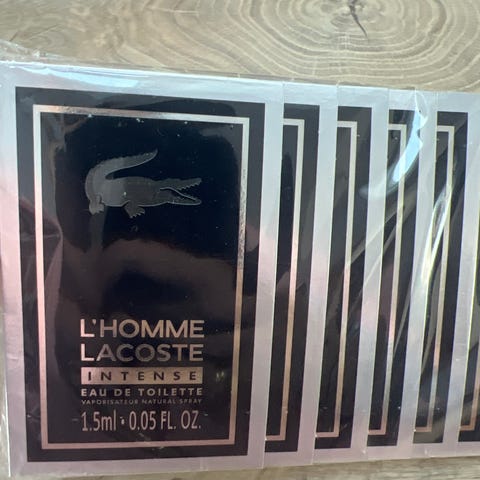 L'HOMME
LACOSTE
INTENSE
EAU DE TOILETTE
VAPORISATEUR NATURAL SPRAY
1.5ml • 0.05 FL. OZ.